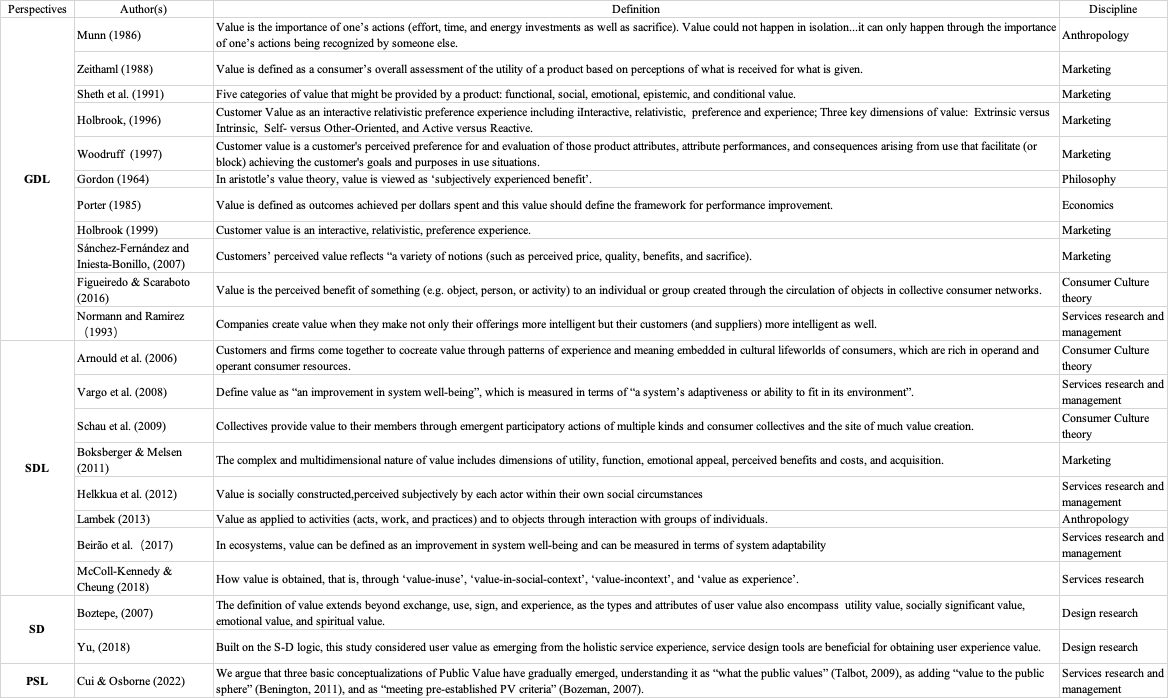 Perspectives Author(s) Definition Discipline
GDL
Munn (1986)
Value is the importance of one's actions (effort, time, and energy investments as well as sacrifice). Value could not happen in isolation...it can only happen through the importance
of one's actions being recognized by someone else.
Anthropology
Zeithaml (1988)
Value is defined as a consumer's overall assessment of the utility of a product based on perceptions of what is received for what is given.
Marketing
Sheth et al. (1991)
Five categories of value that might be provided by a product: functional, social, emotional, epistemic, and conditional value.
Marketing
Holbrook, (1996)
Customer Value as an interactive relativistic preference experience including iInteractive, relativistic, preference and experience; Three key dimensions of value: Extrinsic versus
Intrinsic, Self- versus Other-Oriented, and Active versus Reactive.
Marketing
Woodruff (1997)
Customer value is a customer's perceived preference for and evaluation of those product attributes, attribute performances, and consequences arising from use that facilitate (or
block) achieving the customer's goals and purposes in use situations.
Marketing
Gordon (1964)
In aristotle's value theory, value is viewed as 'subjectively experienced benefit'.
Philosophy
Porter (1985)
Value is defined as outcomes achieved per dollars spent and this value should define the framework for performance improvement.
Economics
Holbrook (1999)
Customer value is an interactive, relativistic, preference experience.
Marketing
Sánchez-Fernández and
Iniesta-Bonillo, (2007)
Customers' perceived value reflects “a variety of notions (such as perceived price, quality, benefits, and sacrifice).
Marketing
Figueiredo & Scaraboto
(2016)
Value is the perceived benefit of something (e.g. object, person, or activity) to an individual or group created through the circulation of objects in collective consumer networks.
Consumer Culture
theory
Normann and Ramirez
（1993）
Companies create value when they make not only their offerings more intelligent but their customers (and suppliers) more intelligent as well.
Services research and
management
SDL
Arnould et al. (2006)
Customers and firms come together to cocreate value through patterns of experience and meaning embedded in cultural lifeworlds of consumers, which are rich in operand and
operant consumer resources.
Consumer Culture
theory
Vargo et al. (2008)
Define value as “an improvement in system well-being”, which is measured in terms of “a system's adaptiveness or ability to fit in its environment”.
Services research and
management
Schau et al. (2009)
Collectives provide value to their members through emergent participatory actions of multiple kinds and consumer collectives and the site of much value creation.
Consumer Culture
theory
Boksberger & Melsen
(2011)
The complex and multidimensional nature of value includes dimensions of utility, function, emotional appeal, perceived benefits and costs, and acquisition.
Marketing
Helkkua et al. (2012)
Value is socially constructed,perceived subjectively by each actor within their own social circumstances
Services research and
management
Lambek (2013)
Value as applied to activities (acts, work, and practices) and to objects through interaction with groups of individuals.
Anthropology
Beirão et al.（2017）
In ecosystems, value can be defined as an improvement in system well-being and can be measured in terms of system adaptability
Services research and
management
McColl-Kennedy &
Cheung (2018)
How value is obtained, that is, through 'value-inuse', 'value-in-social-context', 'value-incontext', and 'value as experience'.
Services research
SD
Boztepe, (2007)
The definition of value extends beyond exchange, use, sign, and experience, as the types and attributes of user value also encompass utility value, socially significant value,
emotional value, and spiritual value.
Design research
Yu, (2018)
Built on the S-D logic, this study considered user value as emerging from the holistic service experience, service design tools are beneficial for obtaining user experience value.
Design research
PSL
Cui & Osborne (2022)
We argue that three basic conceptualizations of Public Value have gradually emerged, understanding it as “what the public values” (Talbot, 2009), as adding “value to the public
sphere” (Benington, 2011), and as “meeting pre-established PV criteria” (Bozeman, 2007).
Services research and
management